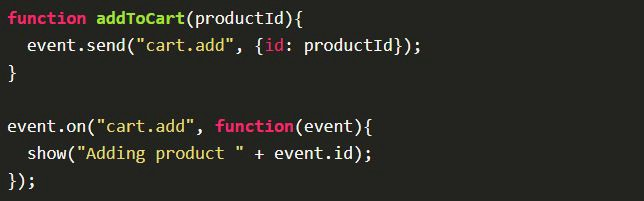 function addToCart(productId){
  event.send("cart.add", {id: productId});
}

event.on("cart.add", function(event){
  show("Adding product " + event.id);
});